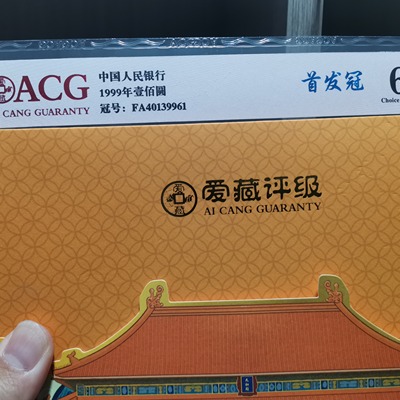 ACG
CANG GUARANTY
中国人民银行
1999年壹佰圆
冠号: FA40139961
首发冠
6
Choice
爱藏评级
AI CANG GUARANTY